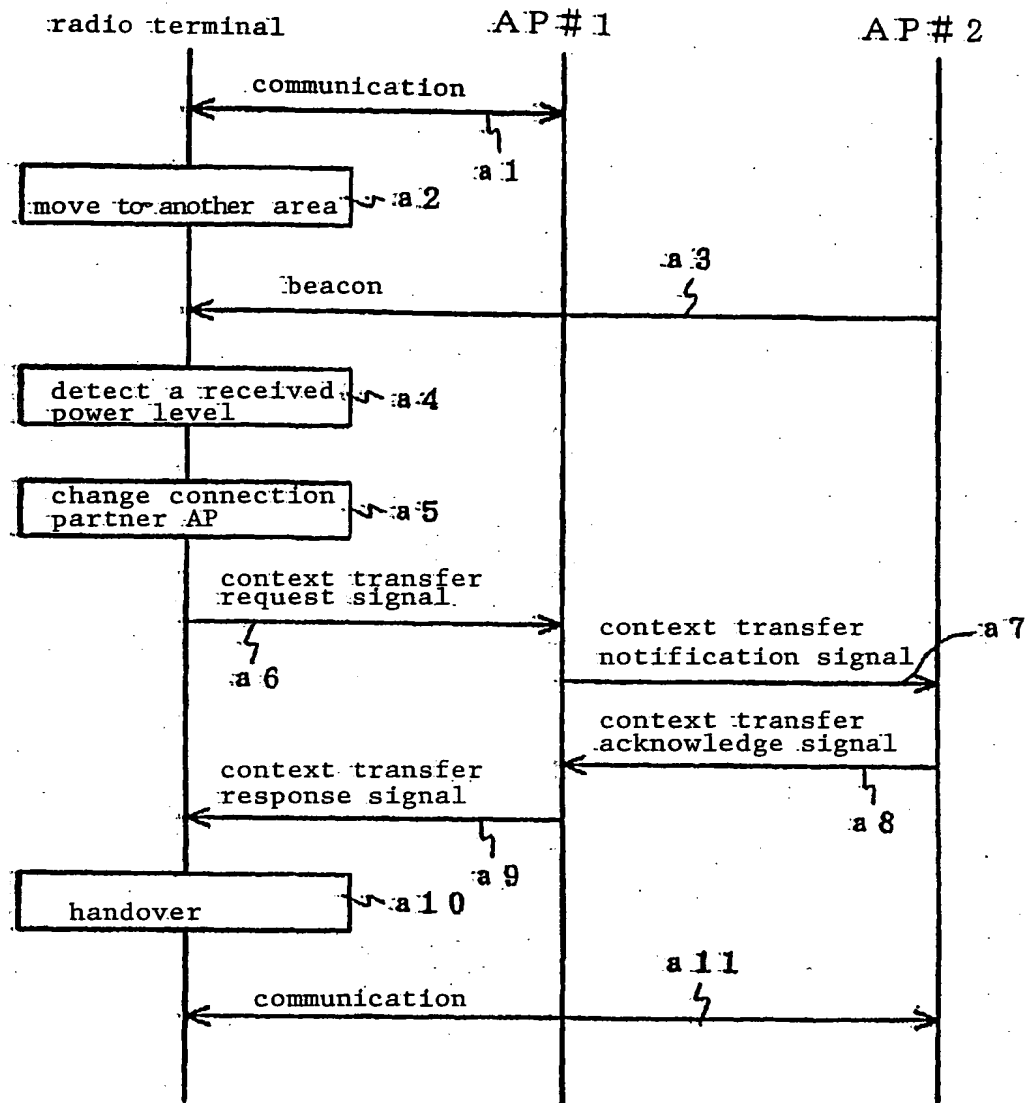 radio terminal
AP#1
AP#2
communication
a1
move to another area
a2
a3
beacon
detect a received
power level
a4
change connection
partner AP
a5
context transfer
request signal
a6
context transfer
notification signal
a7
context transfer
acknowledge signal
a8
context transfer
response signal
a9
handover
a10
a11
communication